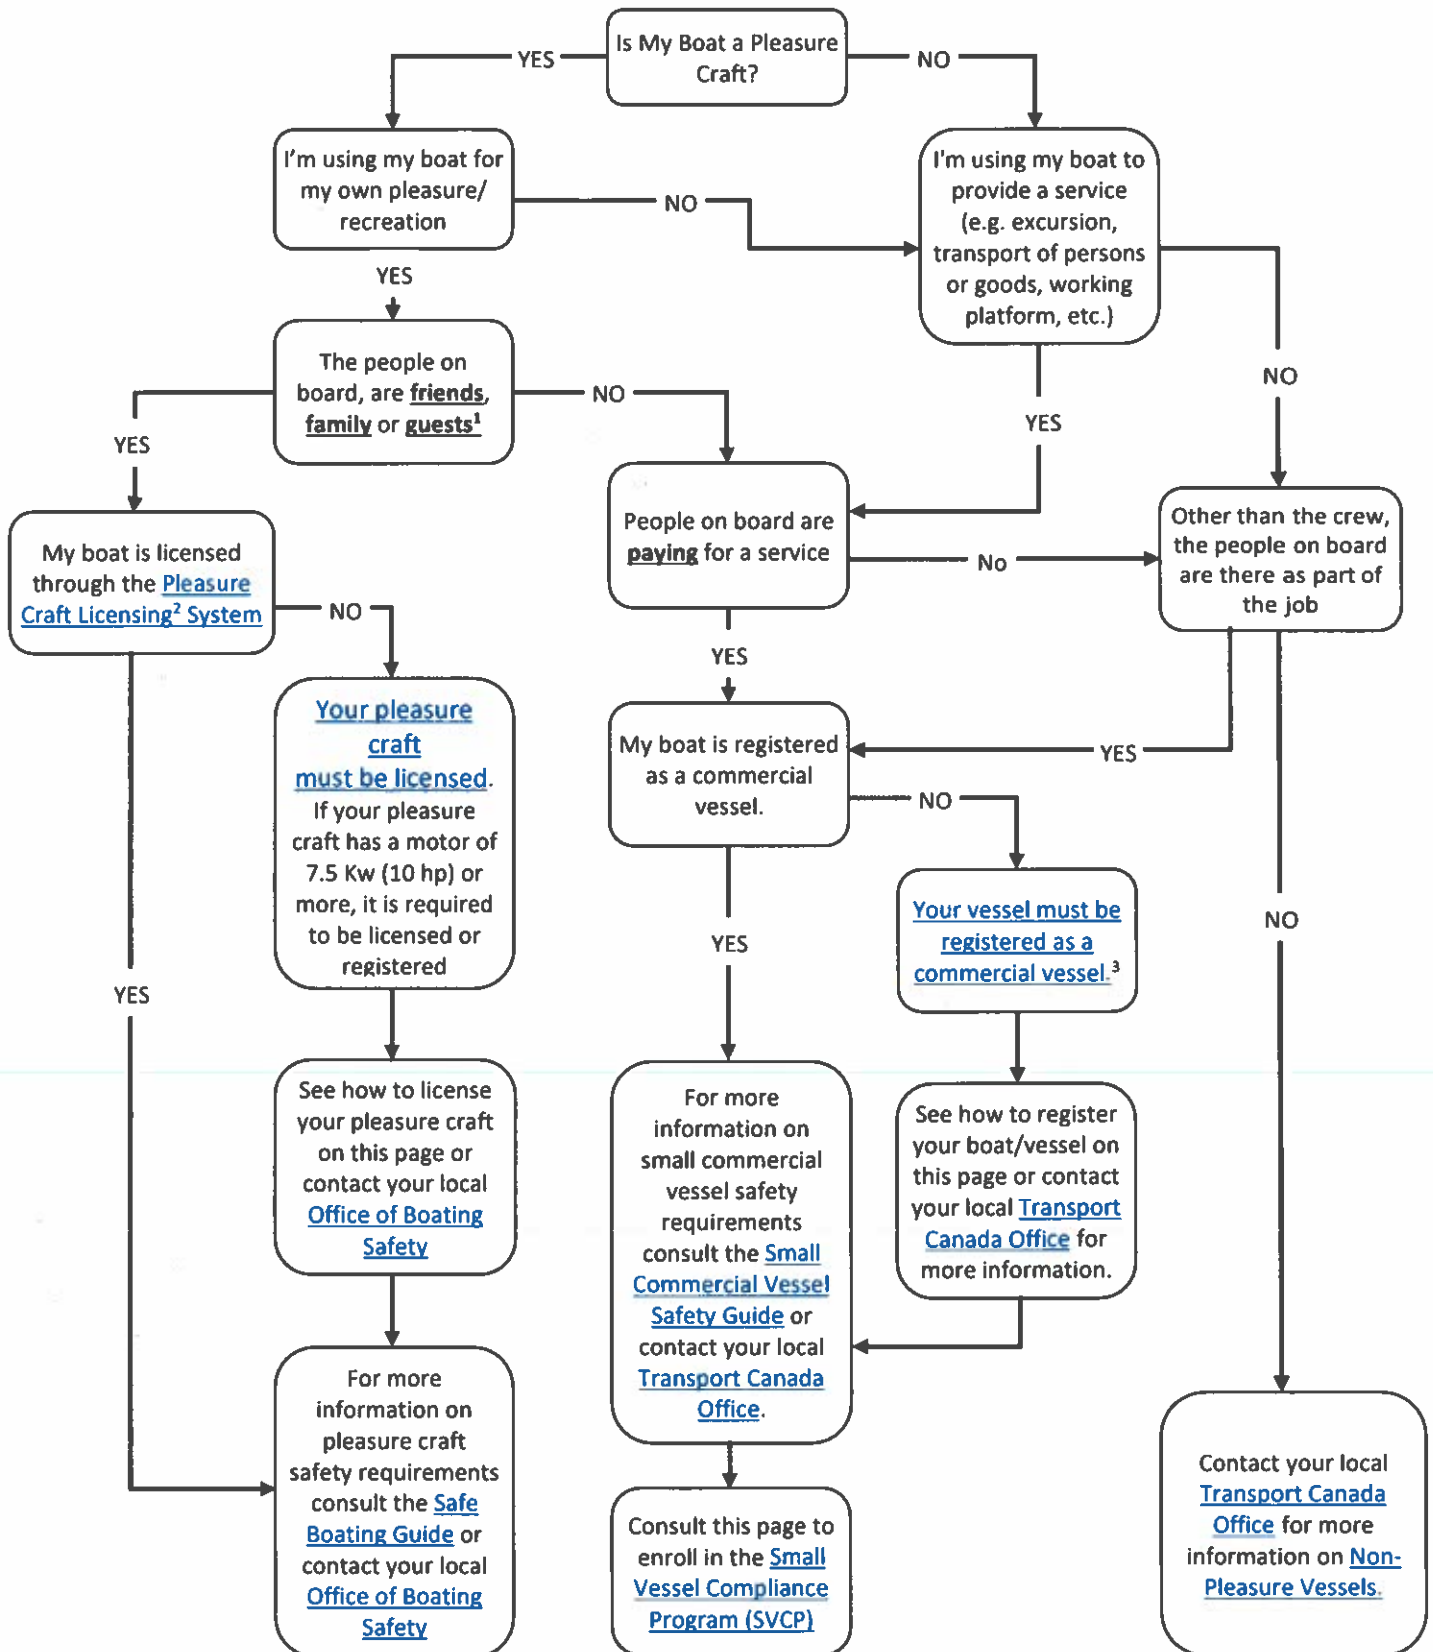 Is My Boat a Pleasure
Craft?
YES
NO
I'm using my boat for
my own pleasure/
recreation
I'm using my boat to
provide a service
(e.g. excursion,
transport of persons
or goods, working
platform, etc.)
NO
YES
NO
YES
The people on
board, are friends,
family or guests¹
NO
YES
People on board are
paying for a service
No
Other than the crew,
the people on board
are there as part of
the job
My boat is licensed
through the Pleasure
Craft Licensing² System
NO
YES
YES
Your pleasure
craft
must be licensed.
If your pleasure
craft has a motor of
7.5 Kw (10 hp) or
more, it is required
to be licensed or
registered
My boat is registered
as a commercial
vessel.
YES
NO
YES
NO
Your vessel must be
registered as a
commercial vessel.³
YES
See how to license
your pleasure craft
on this page or
contact your local
Office of Boating
Safety
For more
information on
small commercial
vessel safety
requirements
consult the Small
Commercial Vessel
Safety Guide or
contact your local
Transport Canada
Office.
See how to register
your boat/vessel on
this page or contact
your local Transport
Canada Office for
more information.
For more
information on
pleasure craft
safety requirements
consult the Safe
Boating Guide or
contact your local
Office of Boating
Safety
Consult this page to
enroll in the Small
Vessel Compliance
Program (SVCP)
Contact your local
Transport Canada
Office for more
information on Non-
Pleasure Vessels.